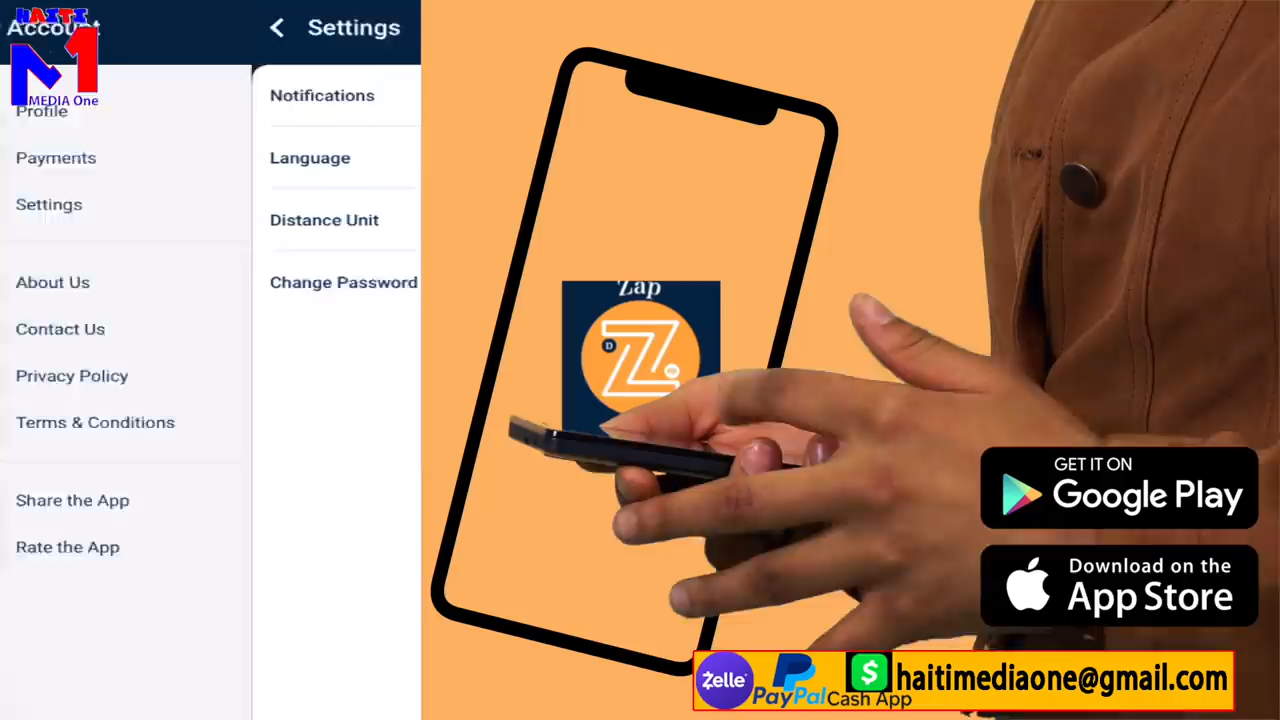 HAITI
Account
M1
MEDIA One
Profile
Payments
Settings
About Us
Contact Us
Privacy Policy
Terms & Conditions
Share the App
Rate the App
Settings
Notifications
Language
Distance Unit
Change Password
Zap
D
Z
GET IT ON
Google Play
Download on the
App Store
Zelle
PayPal
$
Cash App
haitimediaone@gmail.com